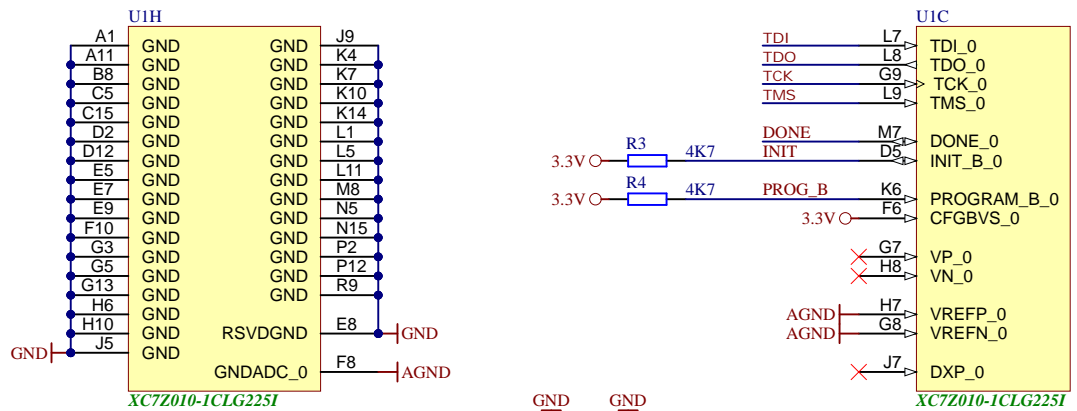 U1H
A1 GND GND J9
A11 GND GND K4
B8 GND GND K7
C5 GND GND K10
C15 GND GND K14
D2 GND GND L1
D12 GND GND L5
E5 GND GND L11
E7 GND GND M8
E9 GND GND N5
F10 GND GND N15
G3 GND GND P2
G5 GND GND P12
G13 GND GND R9
H6 GND
H10 GND RSVDGND E8 GND
GND J5 GND
GNDADC_0 F8 AGND
XC7Z010-1CLG225I
U1C
TDI L7 TDI_0
TDO L8 TDO_0
TCK G9 TCK_0
TMS L9 TMS_0
DONE M7 DONE_0
3.3V R3 4K7 INIT D5 INIT_B_0
3.3V R4 4K7 PROG_B K6 PROGRAM_B_0
3.3V F6 CFGBVS_0
G7 VP_0
H8 VN_0
AGND H7 VREFP_0
AGND G8 VREFN_0
J7 DXP_0
XC7Z010-1CLG225I
GND GND